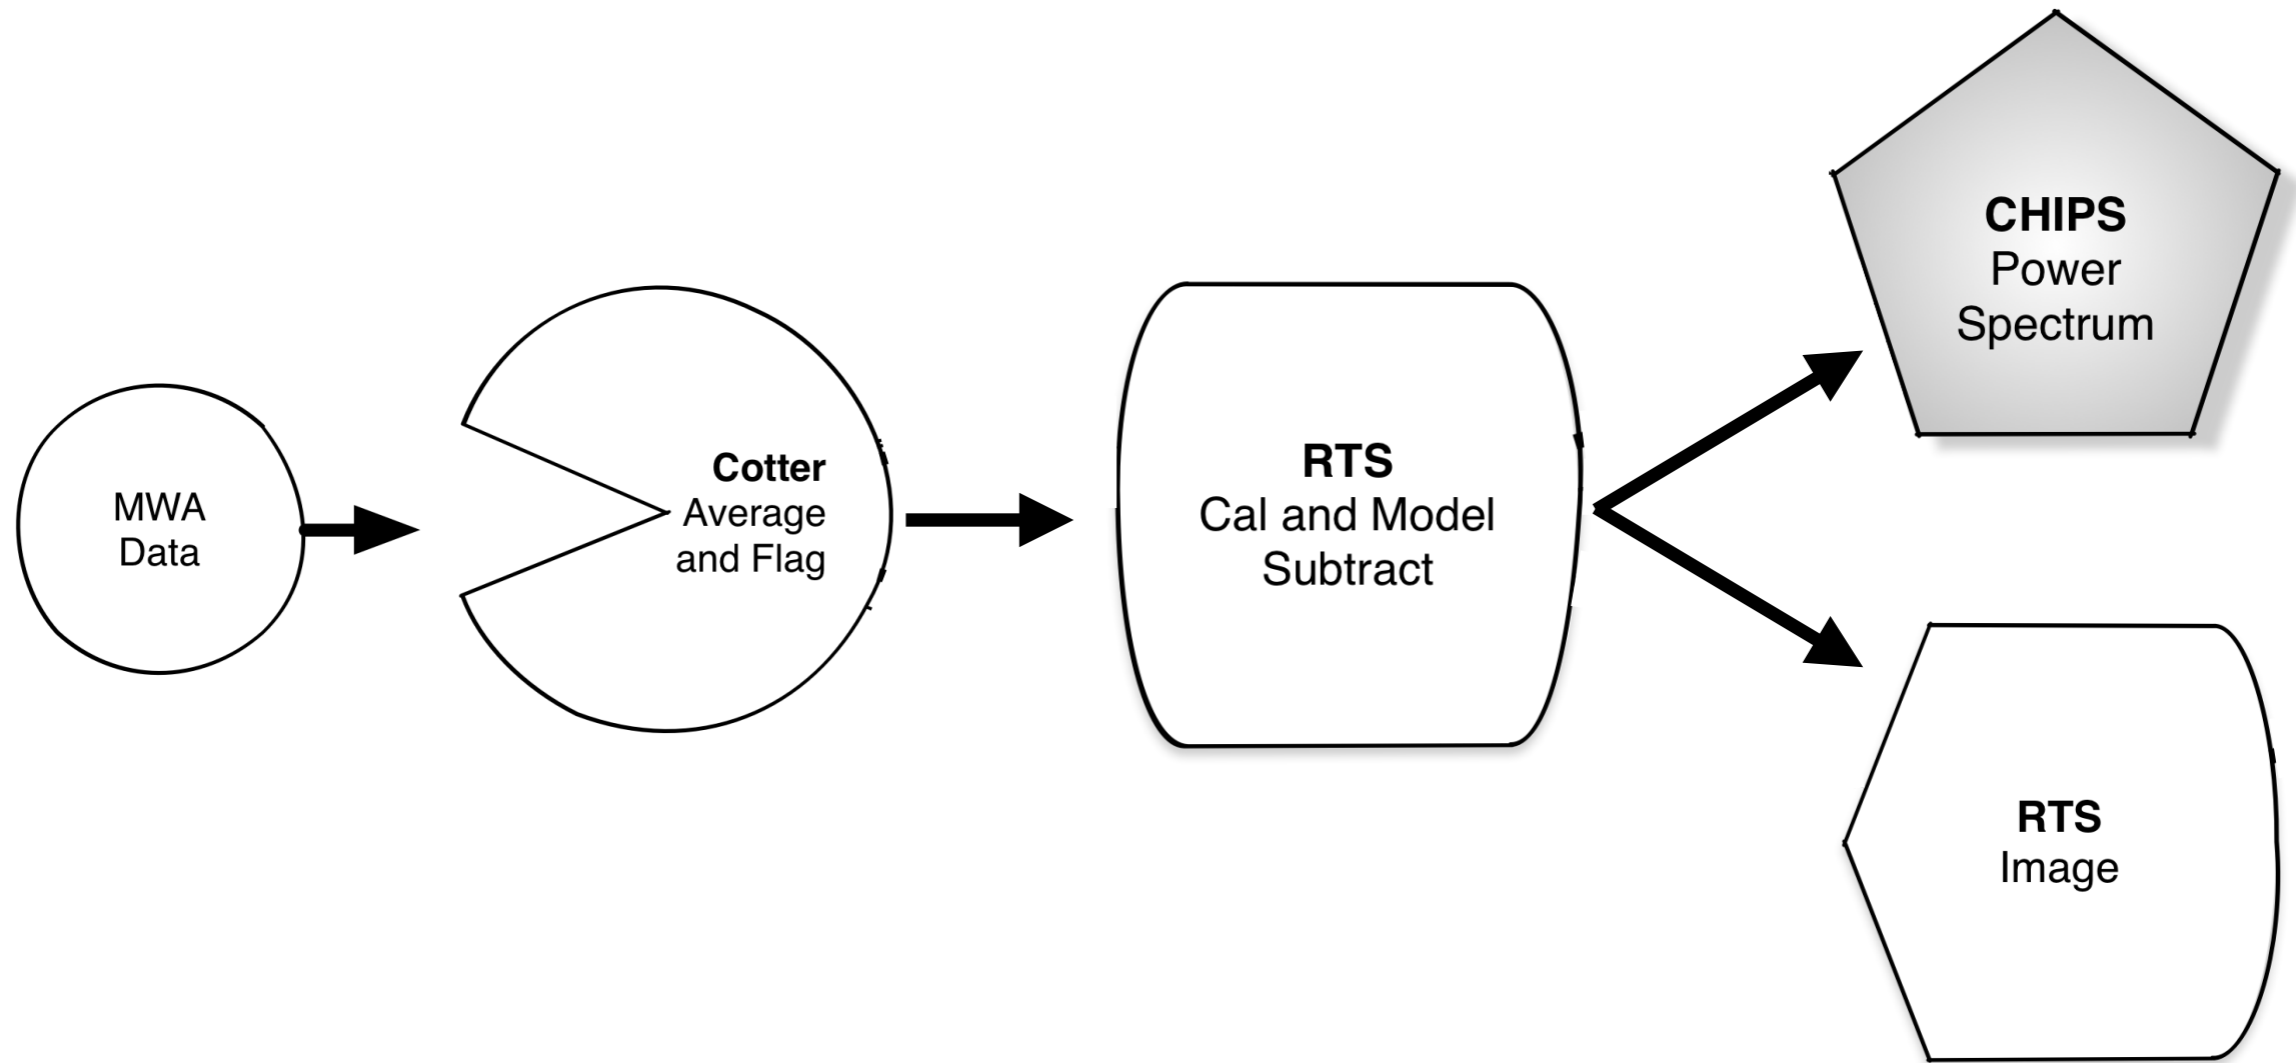 MWA
Data
Cotter
Average
and Flag
RTS
Cal and Model
Subtract
CHIPS
Power
Spectrum
RTS
Image